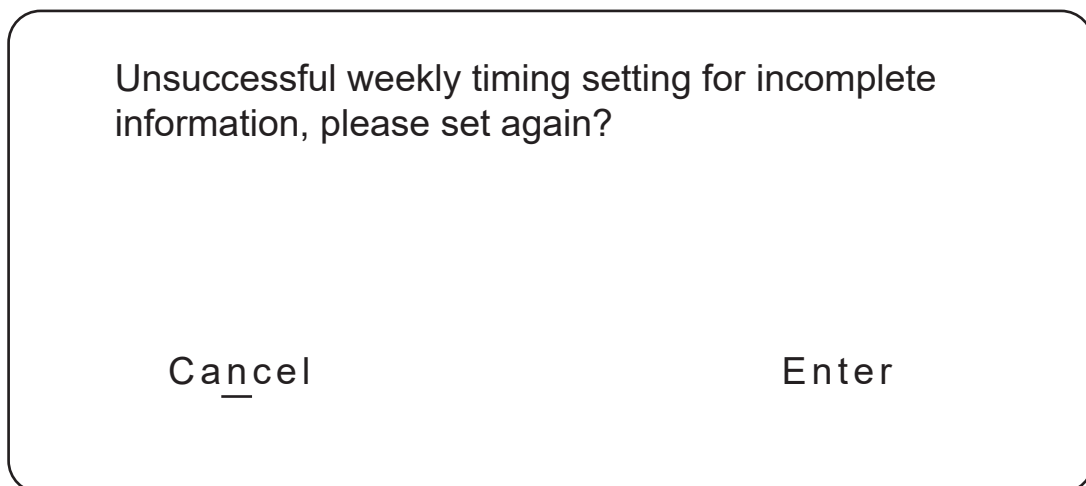 Unsuccessful weekly timing setting for incomplete
information, please set again?
Cancel Enter